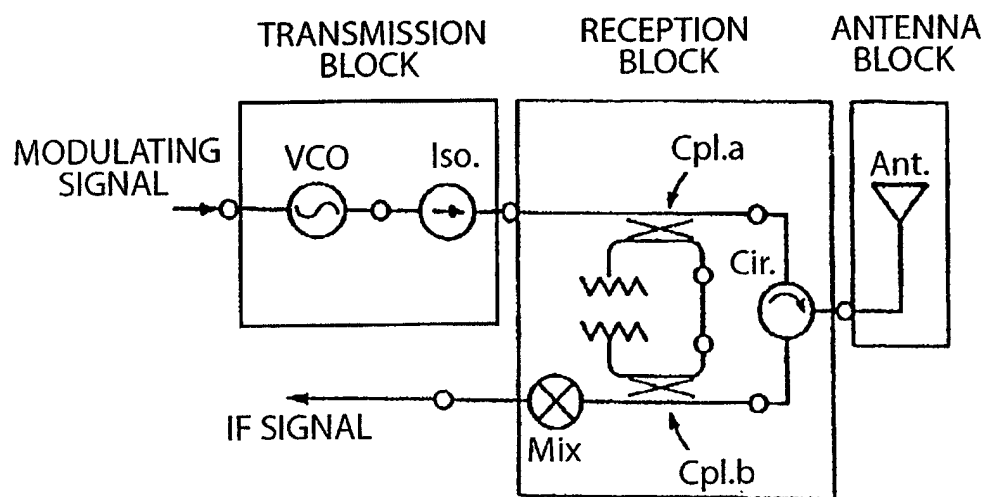 TRANSMISSION
BLOCK
RECEPTION
BLOCK
ANTENNA
BLOCK
MODULATING
SIGNAL
VCO
Iso.
Cpl.a
Ant.
Cir.
IF SIGNAL
Mix
Cpl.b